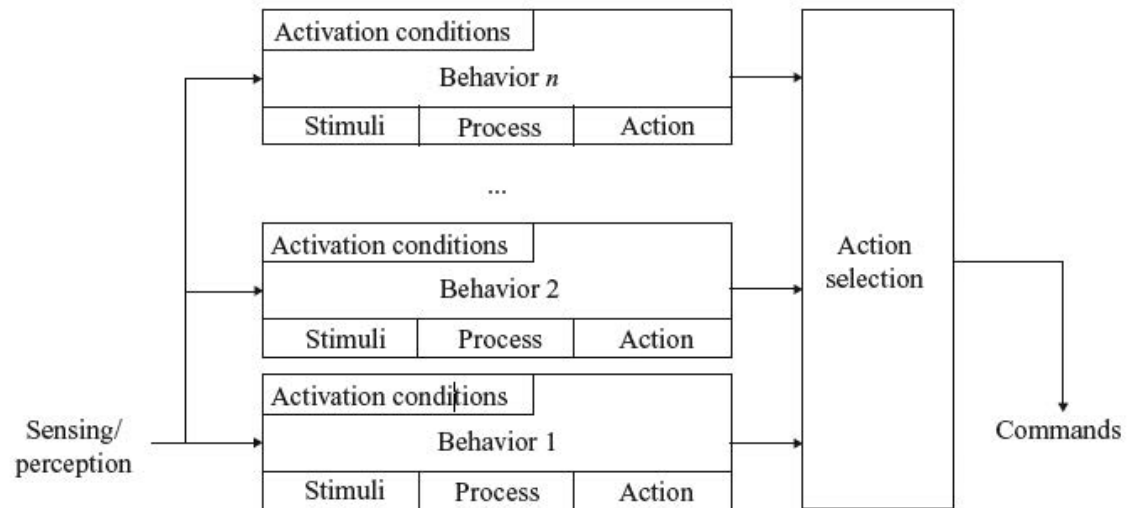 Activation conditions
Behavior n
Stimuli Process Action
...
Activation conditions
Behavior 2
Stimuli Process Action
Activation conditions
Behavior 1
Stimuli Process Action
Sensing/
perception
Action
selection
Commands